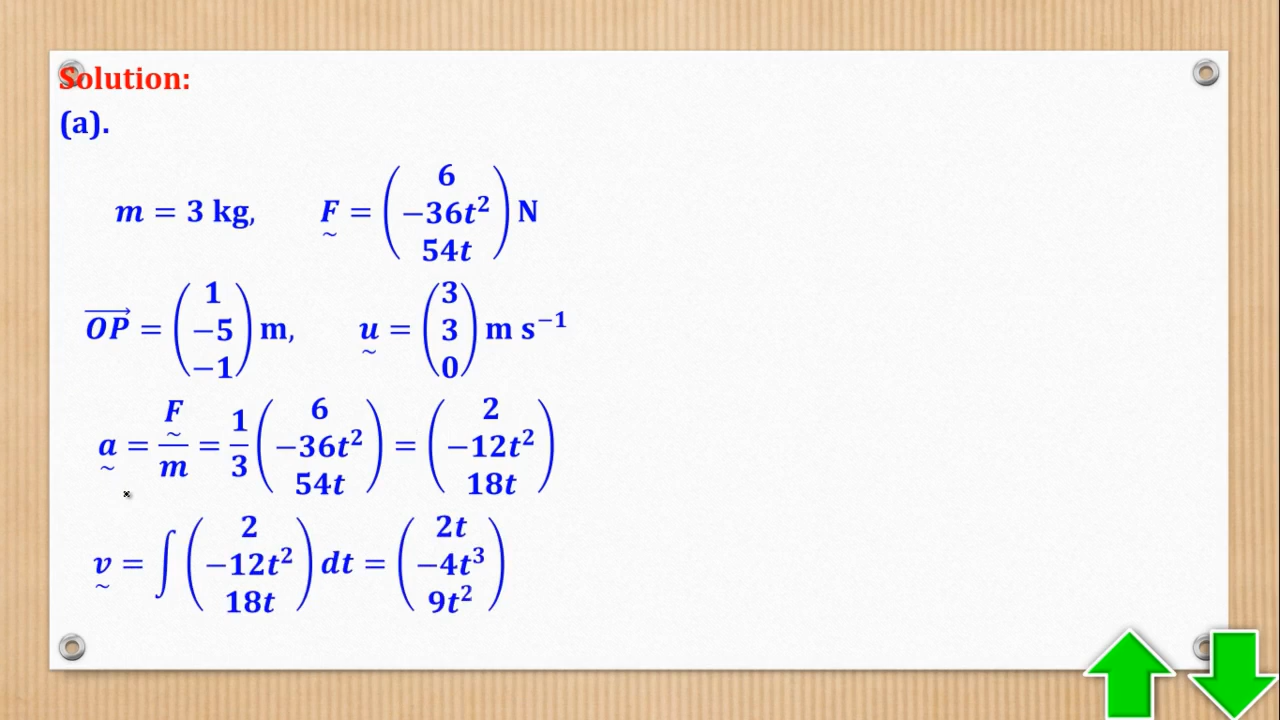 Solution:
(a).
m = 3 kg, F̰ = (6, −36t², 54t) N
OP⃗ = (1, −5, −1) m, ṵ = (3, 3, 0) m s⁻¹
a̰ = F̰/m = 1/3 (6, −36t², 54t) = (2, −12t², 18t)
v̰ = ∫ (2, −12t², 18t) dt = (2t, −4t³, 9t²)